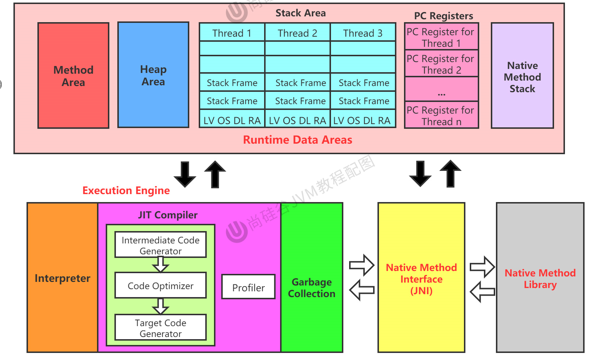 Stack Area
PC Registers
Method
Area
Heap
Area
Thread 1 Thread 2 Thread 3
Stack Frame Stack Frame Stack Frame
Stack Frame Stack Frame Stack Frame
LV OS DL RA LV OS DL RA LV OS DL RA
PC Register for
Thread 1
PC Register for
Thread 2
...
PC Register for
Thread n
Native
Method
Stack
Runtime Data Areas
Execution Engine
Interpreter
JIT Compiler
Intermediate Code
Generator
Code Optimizer
Target Code
Generator
Profiler
Garbage
Collection
Native Method
Interface
(JNI)
Native Method
Library
尚硅谷JVM教程配图